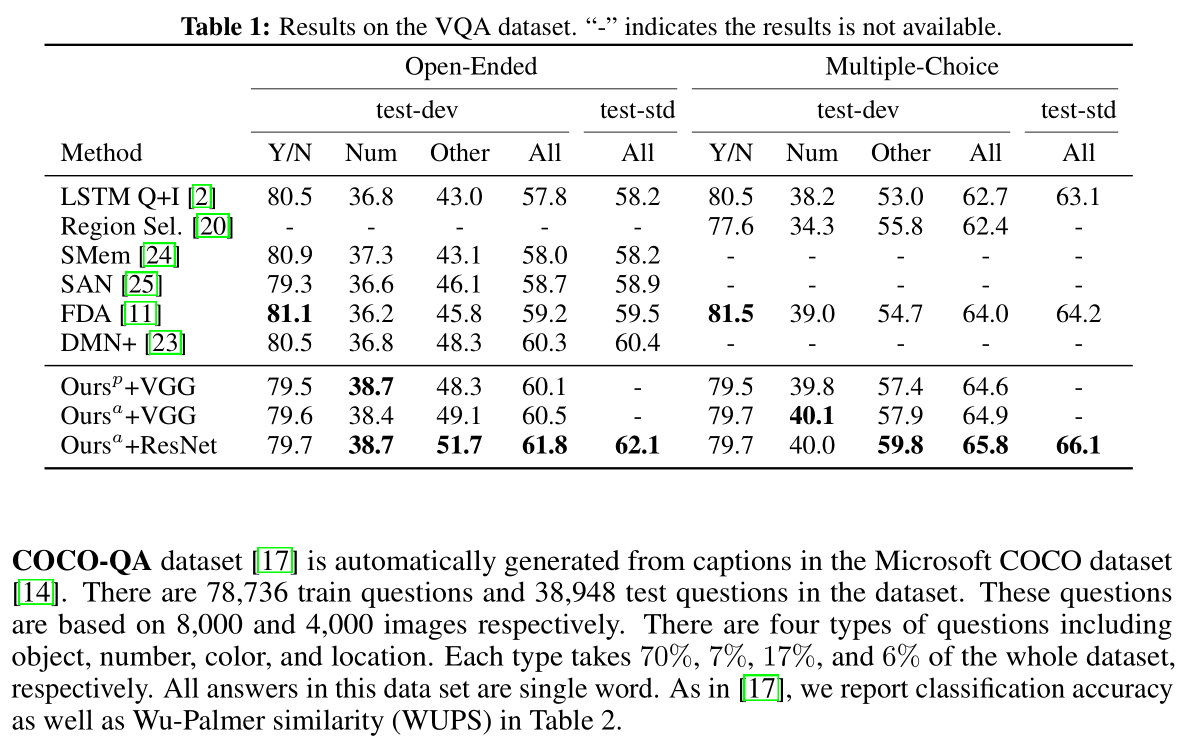 Table 1: Results on the VQA dataset. “-” indicates the results is not available.
Open-Ended Multiple-Choice
test-dev test-std test-dev test-std
Method Y/N Num Other All All Y/N Num Other All All
LSTM Q+I [2] 80.5 36.8 43.0 57.8 58.2 80.5 38.2 53.0 62.7 63.1
Region Sel. [20] - - - - - 77.6 34.3 55.8 62.4 -
SMem [24] 80.9 37.3 43.1 58.0 58.2 - - - - -
SAN [25] 79.3 36.6 46.1 58.7 58.9 - - - - -
FDA [11] 81.1 36.2 45.8 59.2 59.5 81.5 39.0 54.7 64.0 64.2
DMN+ [23] 80.5 36.8 48.3 60.3 60.4 - - - - -
Oursᵖ+VGG 79.5 38.7 48.3 60.1 - 79.5 39.8 57.4 64.6 -
Oursᵃ+VGG 79.6 38.4 49.1 60.5 - 79.7 40.1 57.9 64.9 -
Oursᵃ+ResNet 79.7 38.7 51.7 61.8 62.1 79.7 40.0 59.8 65.8 66.1
COCO-QA dataset [17] is automatically generated from captions in the Microsoft COCO dataset
[14]. There are 78,736 train questions and 38,948 test questions in the dataset. These questions
are based on 8,000 and 4,000 images respectively. There are four types of questions including
object, number, color, and location. Each type takes 70%, 7%, 17%, and 6% of the whole dataset,
respectively. All answers in this data set are single word. As in [17], we report classification accuracy
as well as Wu-Palmer similarity (WUPS) in Table 2.